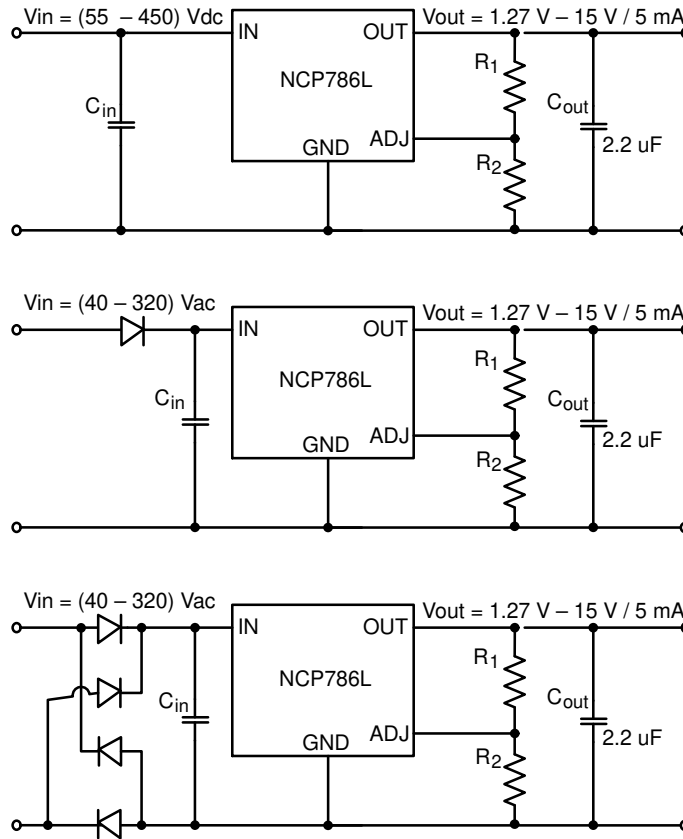 Vin = (55 – 450) Vdc
Vout = 1.27 V – 15 V / 5 mA
IN
OUT
R1
NCP786L
Cin
Cout
ADJ
2.2 uF
GND
R2
Vin = (40 – 320) Vac
Vout = 1.27 V – 15 V / 5 mA
IN
OUT
R1
NCP786L
Cin
Cout
ADJ
2.2 uF
GND
R2
Vin = (40 – 320) Vac
Vout = 1.27 V – 15 V / 5 mA
IN
OUT
R1
NCP786L
Cin
Cout
ADJ
2.2 uF
GND
R2